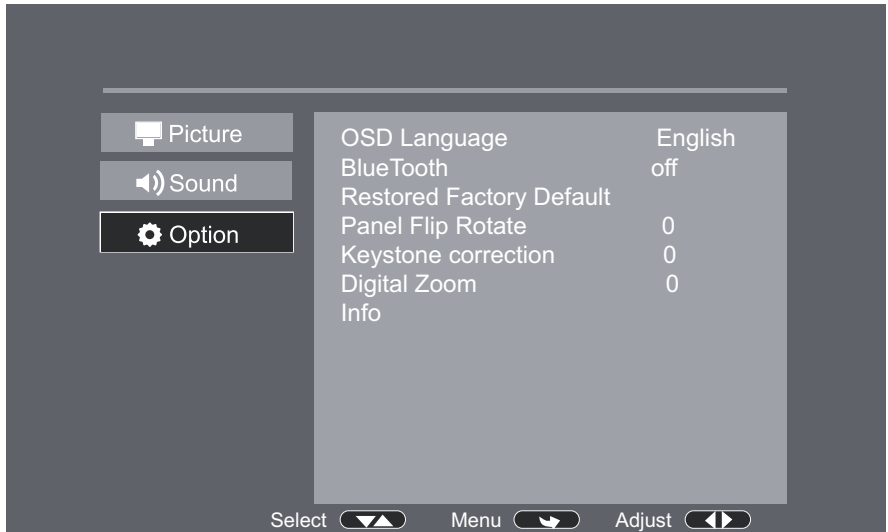 Picture
Sound
Option
OSD Language English
BlueTooth off
Restored Factory Default
Panel Flip Rotate 0
Keystone correction 0
Digital Zoom 0
Info
Select Menu Adjust